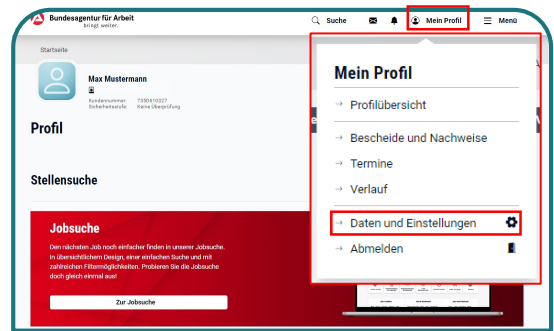 Bundesagentur für Arbeit
bringt weiter.
Suche
Mein Profil
Menü
Startseite
Max Mustermann
Kundennummer: 735D610327
Sicherheitsstufe: Keine Überprüfung
Profil
Stellensuche
Jobsuche
Den nächsten Job noch einfacher finden in unserer Jobsuche.
In übersichtlichem Design, einer einfachen Suche und mit
zahlreichen Filtermöglichkeiten. Probieren Sie die Jobsuche
doch gleich einmal aus!
Zur Jobsuche
Mein Profil
→ Profilübersicht
→ Bescheide und Nachweise
→ Termine
→ Verlauf
→ Daten und Einstellungen
→ Abmelden